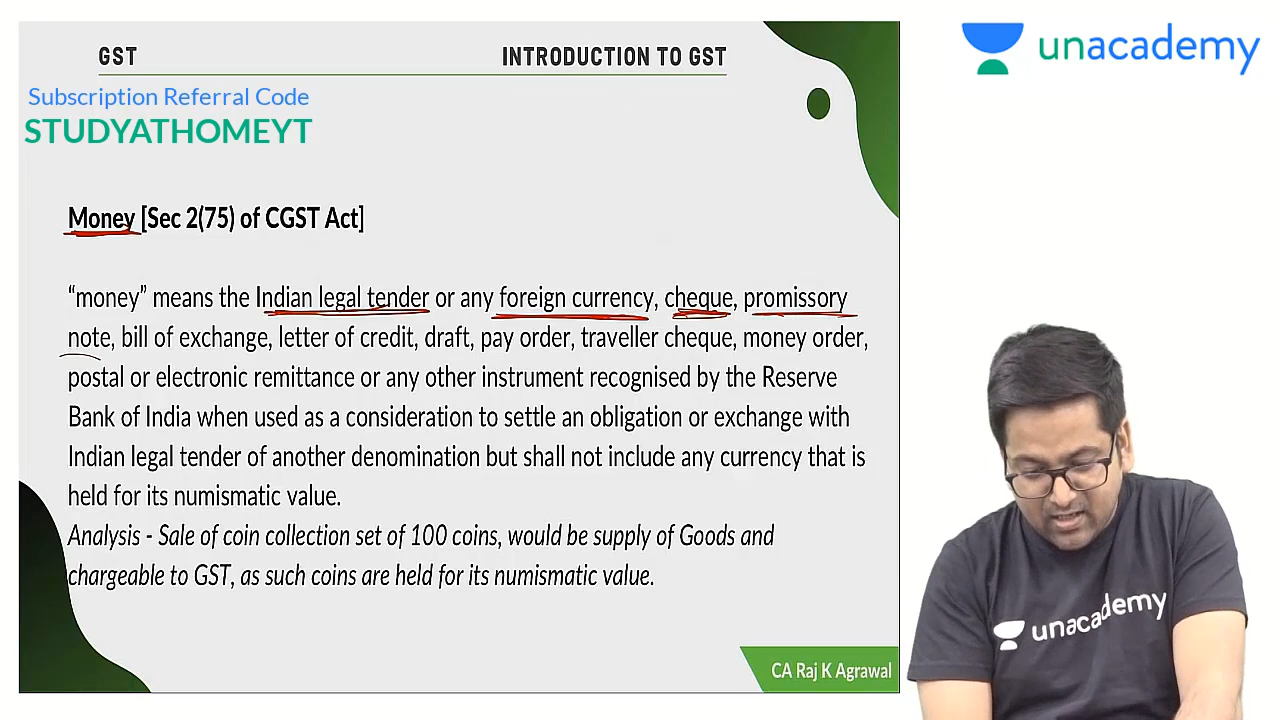 GST
INTRODUCTION TO GST
unacademy
Subscription Referral Code
STUDYATHOMEYT
Money [Sec 2(75) of CGST Act]
“money” means the Indian legal tender or any foreign currency, cheque, promissory
note, bill of exchange, letter of credit, draft, pay order, traveller cheque, money order,
postal or electronic remittance or any other instrument recognised by the Reserve
Bank of India when used as a consideration to settle an obligation or exchange with
Indian legal tender of another denomination but shall not include any currency that is
held for its numismatic value.
Analysis - Sale of coin collection set of 100 coins, would be supply of Goods and
chargeable to GST, as such coins are held for its numismatic value.
unacademy
CA Raj K Agrawal